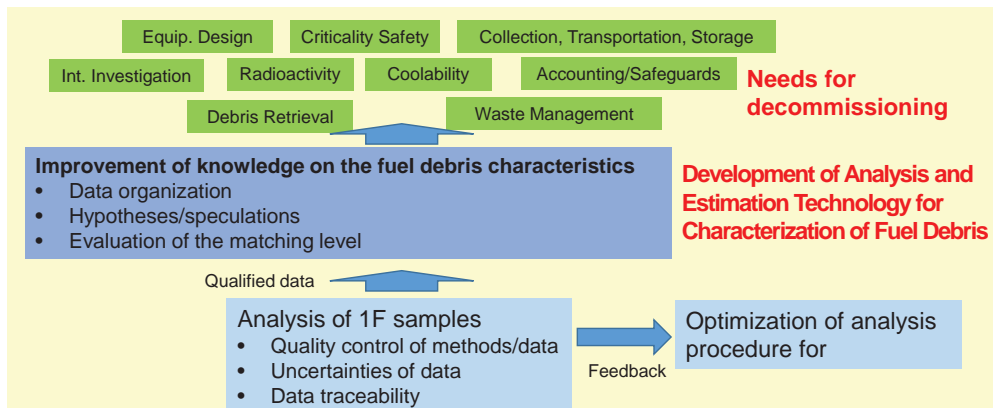 Equip. Design
Criticality Safety
Collection, Transportation, Storage
Int. Investigation
Radioactivity
Coolability
Accounting/Safeguards
Debris Retrieval
Waste Management
Needs for
decommissioning
Improvement of knowledge on the fuel debris characteristics
• Data organization
• Hypotheses/speculations
• Evaluation of the matching level
Development of Analysis and
Estimation Technology for
Characterization of Fuel Debris
Qualified data
Analysis of 1F samples
• Quality control of methods/data
• Uncertainties of data
• Data traceability
Feedback
Optimization of analysis
procedure for